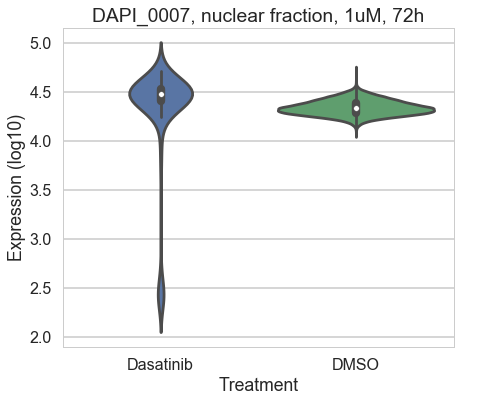 DAPI_0007, nuclear fraction, 1uM, 72h
5.0
4.5
4.0
3.5
3.0
2.5
2.0
Expression (log10)
Dasatinib DMSO
Treatment